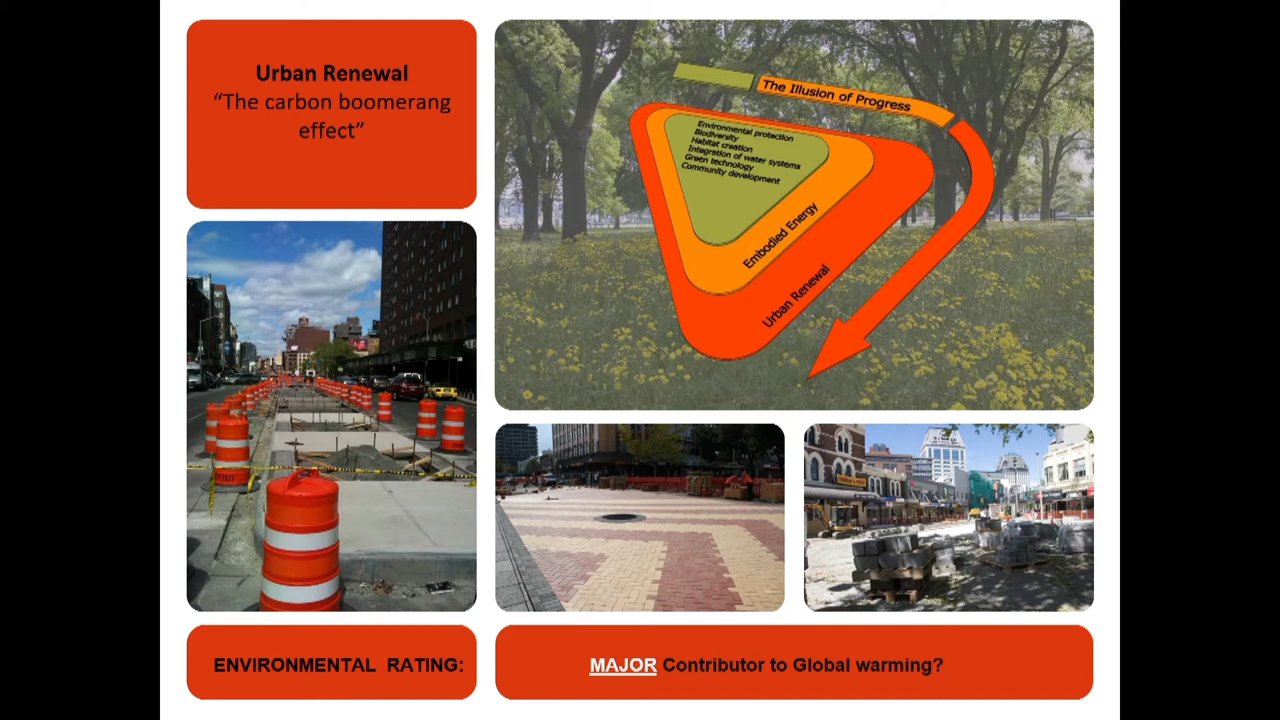 Urban Renewal
“The carbon boomerang
effect”
The Illusion of Progress
Environmental protection
Biodiversity
Habitat creation
Integration of water systems
Green technology
Community development
Embodied Energy
Urban Renewal
ENVIRONMENTAL RATING:
MAJOR Contributor to Global warming?